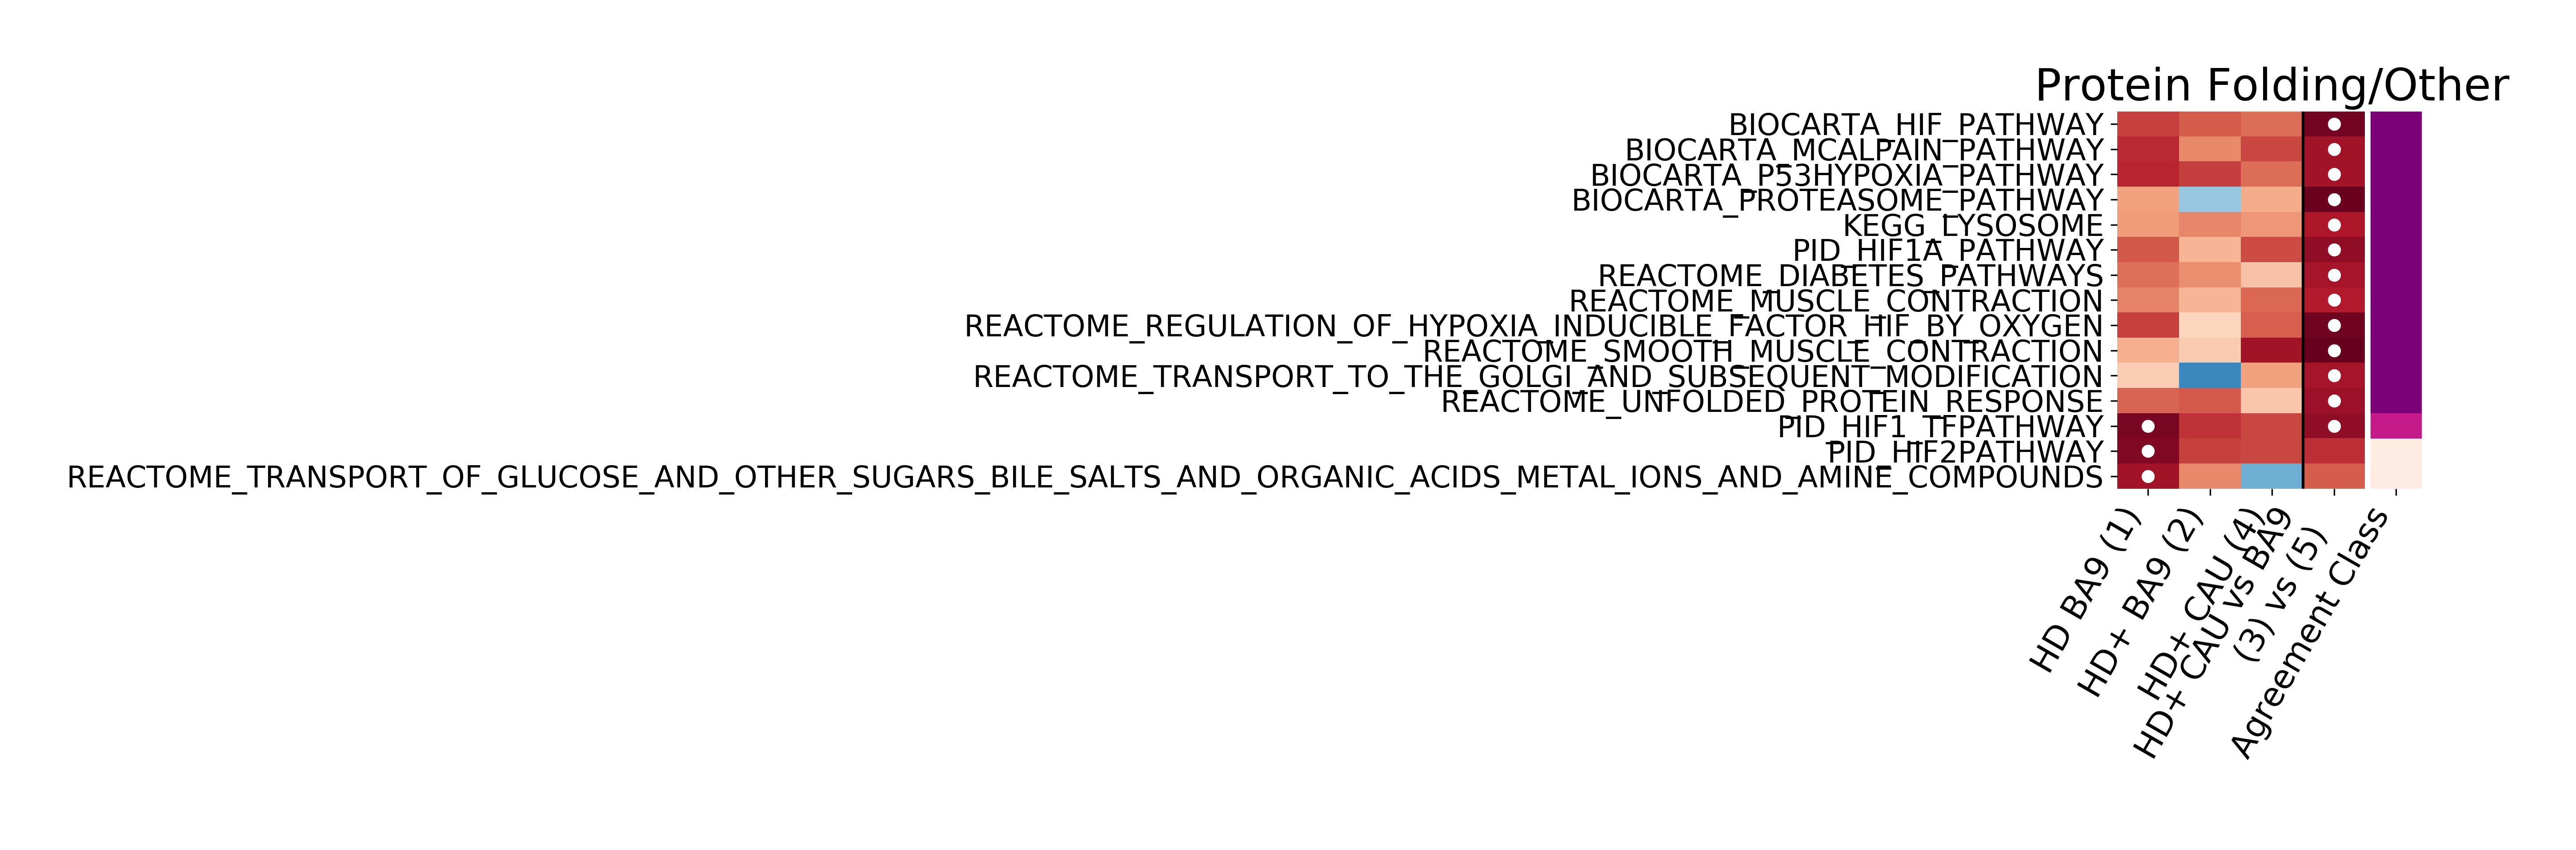 Protein Folding/Other
BIOCARTA_HIF_PATHWAY
BIOCARTA_MCALPAIN_PATHWAY
BIOCARTA_P53HYPOXIA_PATHWAY
BIOCARTA_PROTEASOME_PATHWAY
KEGG_LYSOSOME
PID_HIF1A_PATHWAY
REACTOME_DIABETES_PATHWAYS
REACTOME_MUSCLE_CONTRACTION
REACTOME_REGULATION_OF_HYPOXIA_INDUCIBLE_FACTOR_HIF_BY_OXYGEN
REACTOME_SMOOTH_MUSCLE_CONTRACTION
REACTOME_TRANSPORT_TO_THE_GOLGI_AND_SUBSEQUENT_MODIFICATION
REACTOME_UNFOLDED_PROTEIN_RESPONSE
PID_HIF1_TFPATHWAY
PID_HIF2PATHWAY
REACTOME_TRANSPORT_OF_GLUCOSE_AND_OTHER_SUGARS_BILE_SALTS_AND_ORGANIC_ACIDS_METAL_IONS_AND_AMINE_COMPOUNDS
HD BA9 (1)
HD+ BA9 (2)
HD+ CAU (4)
HD+ CAU vs BA9
(3) vs (5)
Agreement Class